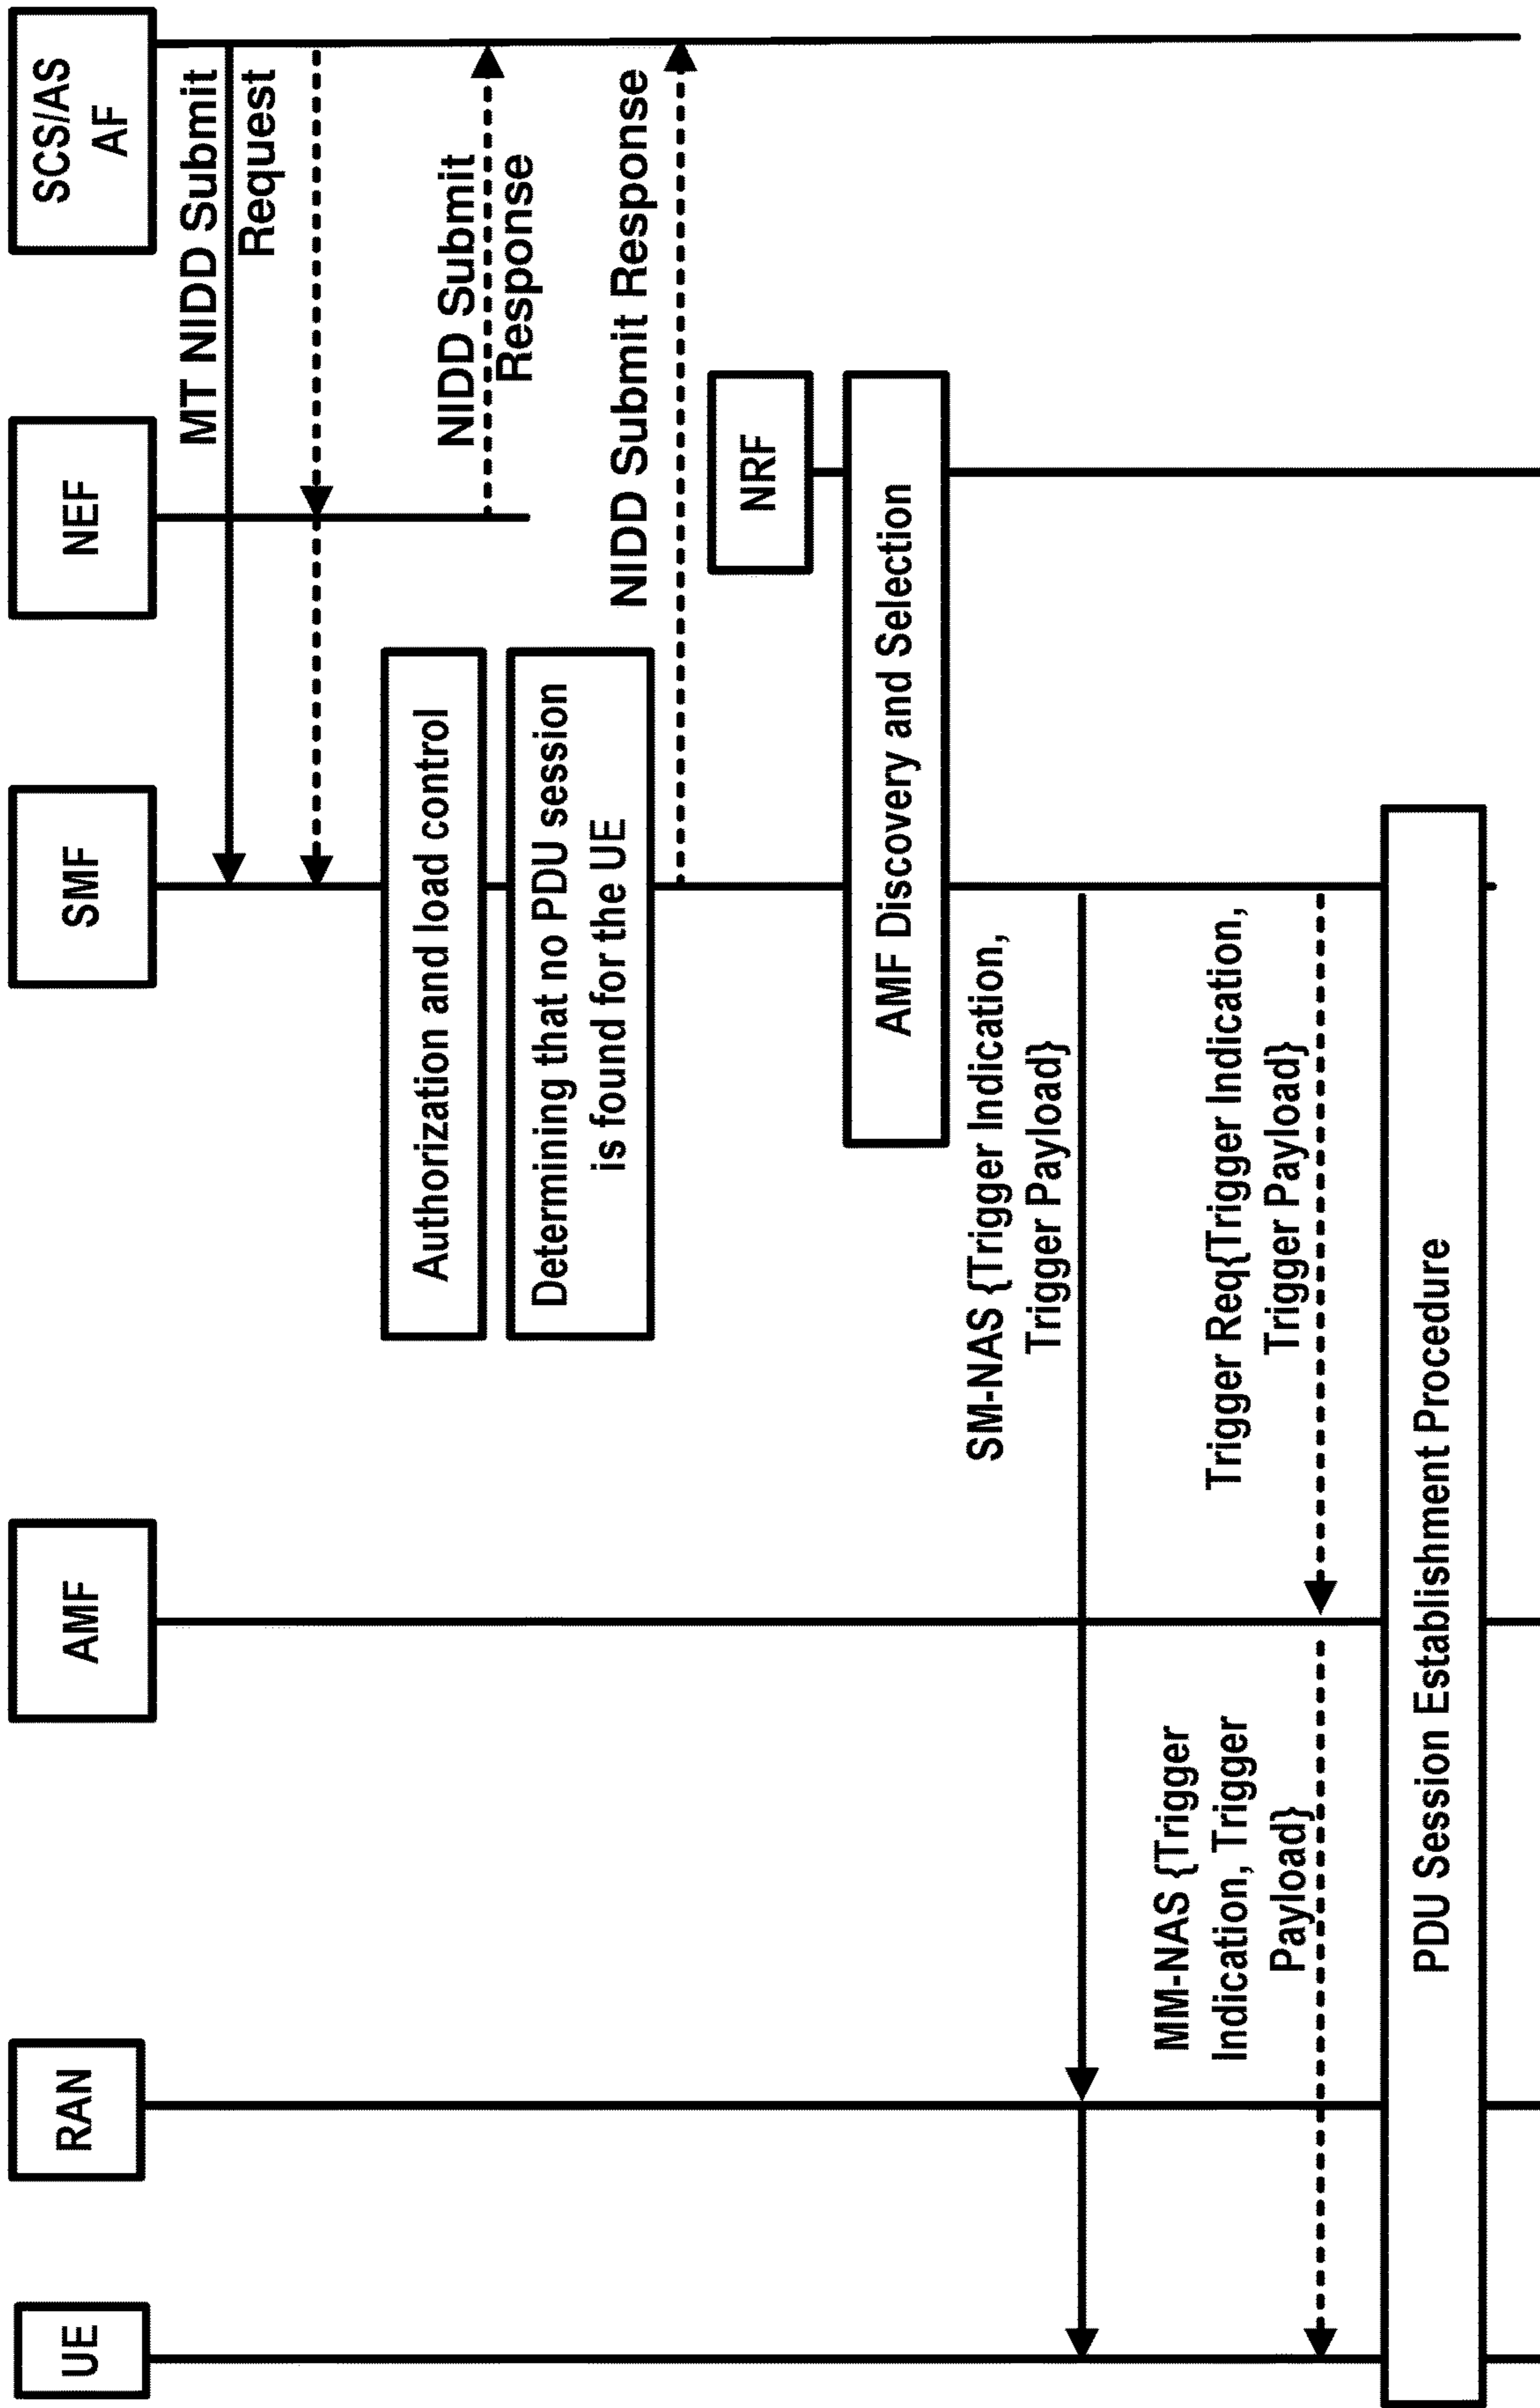 UE
RAN
AMF
SMF
NEF
SCS/AS
AF
MT NIDD Submit
Request
Authorization and load control
NIDD Submit
Response
Determining that no PDU session
is found for the UE
NIDD Submit Response
NRF
AMF Discovery and Selection
SM-NAS {Trigger Indication,
Trigger Payload}
MM-NAS {Trigger
Indication, Trigger
Payload}
Trigger Req{Trigger Indication,
Trigger Payload}
PDU Session Establishment Procedure